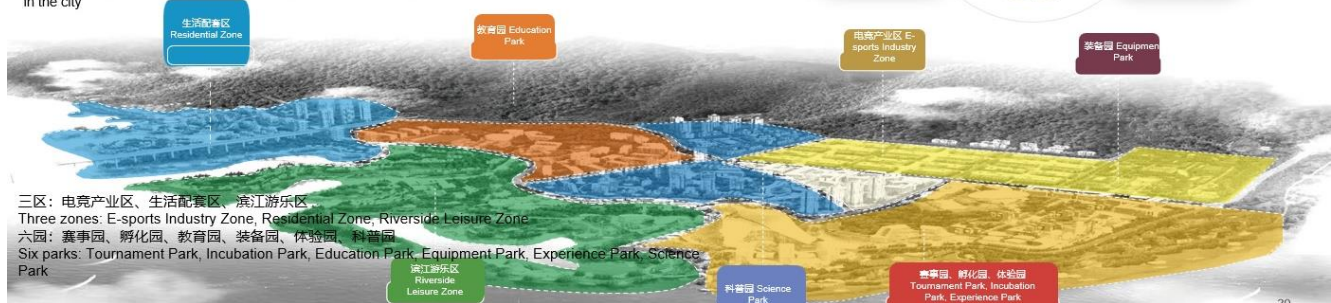 in the city
生活配套区
Residential Zone
教育园 Education
Park
电竞产业区 E-
sports Industry
Zone
装备园 Equipmen
Park
三区：电竞产业区、生活配套区、滨江游乐区
Three zones: E-sports Industry Zone, Residential Zone, Riverside Leisure Zone
六园：赛事园、孵化园、教育园、装备园、体验园、科普园
Six parks: Tournament Park, Incubation Park, Education Park, Equipment Park, Experience Park, Science
Park
滨江游乐区
Riverside
Leisure Zone
科普园 Science
Park
赛事园、孵化园、体验园
Tournament Park, Incubation
Park, Experience Park